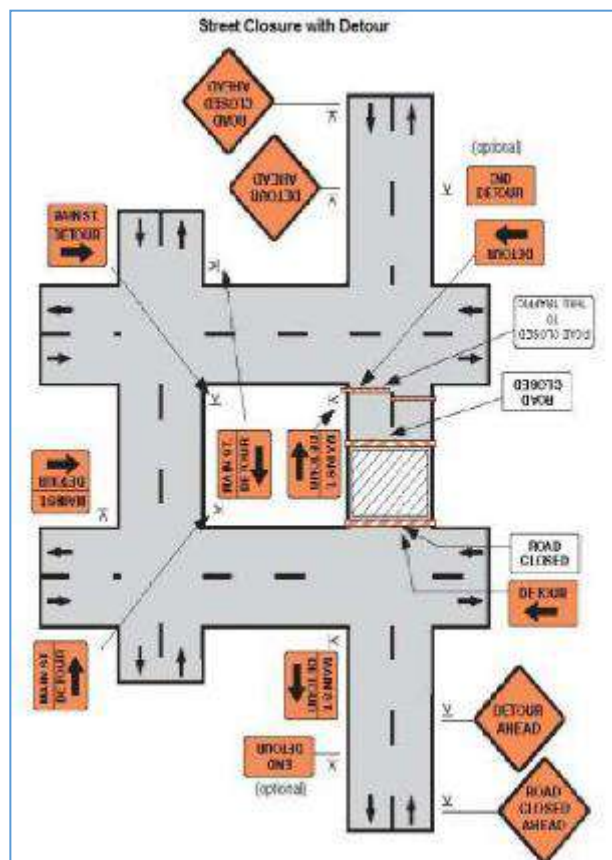 Street Closure with Detour
ROAD
CLOSED
AHEAD
DETOUR
AHEAD
(optional)
END
DETOUR
MAIN ST.
DETOUR
DETOUR
ROAD CLOSED
TO
THRU TRAFFIC
ROAD
CLOSED
MAIN ST.
DETOUR
MAIN ST.
DETOUR
MAIN ST.
DETOUR
ROAD
CLOSED
DETOUR
MAIN ST
DETOUR
MAIN ST.
DETOUR
DETOUR
AHEAD
END
DETOUR
(optional)
ROAD
CLOSED
AHEAD